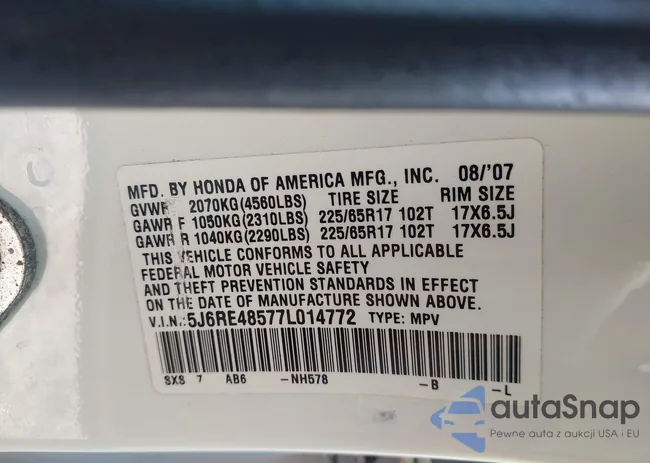 MFD. BY HONDA OF AMERICA MFG., INC. 08/'07
GVWR 2070KG(4560LBS) TIRE SIZE RIM SIZE
GAWR F 1050KG(2310LBS) 225/65R17 102T 17X6.5J
GAWR R 1040KG(2290LBS) 225/65R17 102T 17X6.5J
THIS VEHICLE CONFORMS TO ALL APPLICABLE
FEDERAL MOTOR VEHICLE SAFETY
AND THEFT PREVENTION STANDARDS IN EFFECT
ON THE DATE OF MANUFACTURE SHOWN ABOVE.
V.I.N.:5J6RE48577L014772 TYPE: MPV
SXS 7 AB6 -NH578 -B -L
autaSnap
Pewne auta z aukcji USA i EU